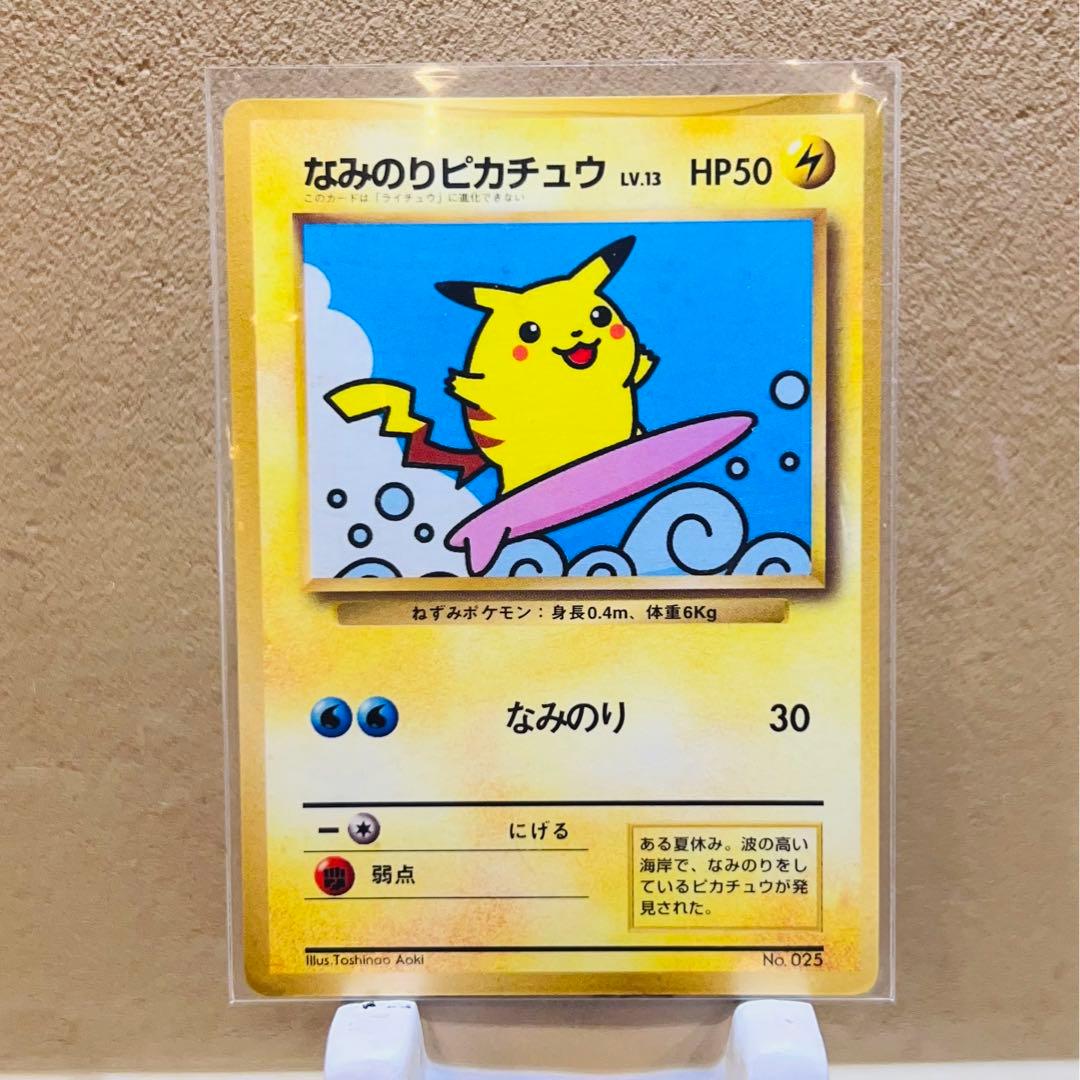 なみのりピカチュウ LV.13 HP50
このカードは「ライチュウ」に進化できない
ねずみポケモン：身長0.4m、体重6Kg
なみのり 30
にげる
弱点
ある夏休み。波の高い
海岸で、なみのりをし
ているピカチュウが発
見された。
Illus.Toshinao Aoki No. 025